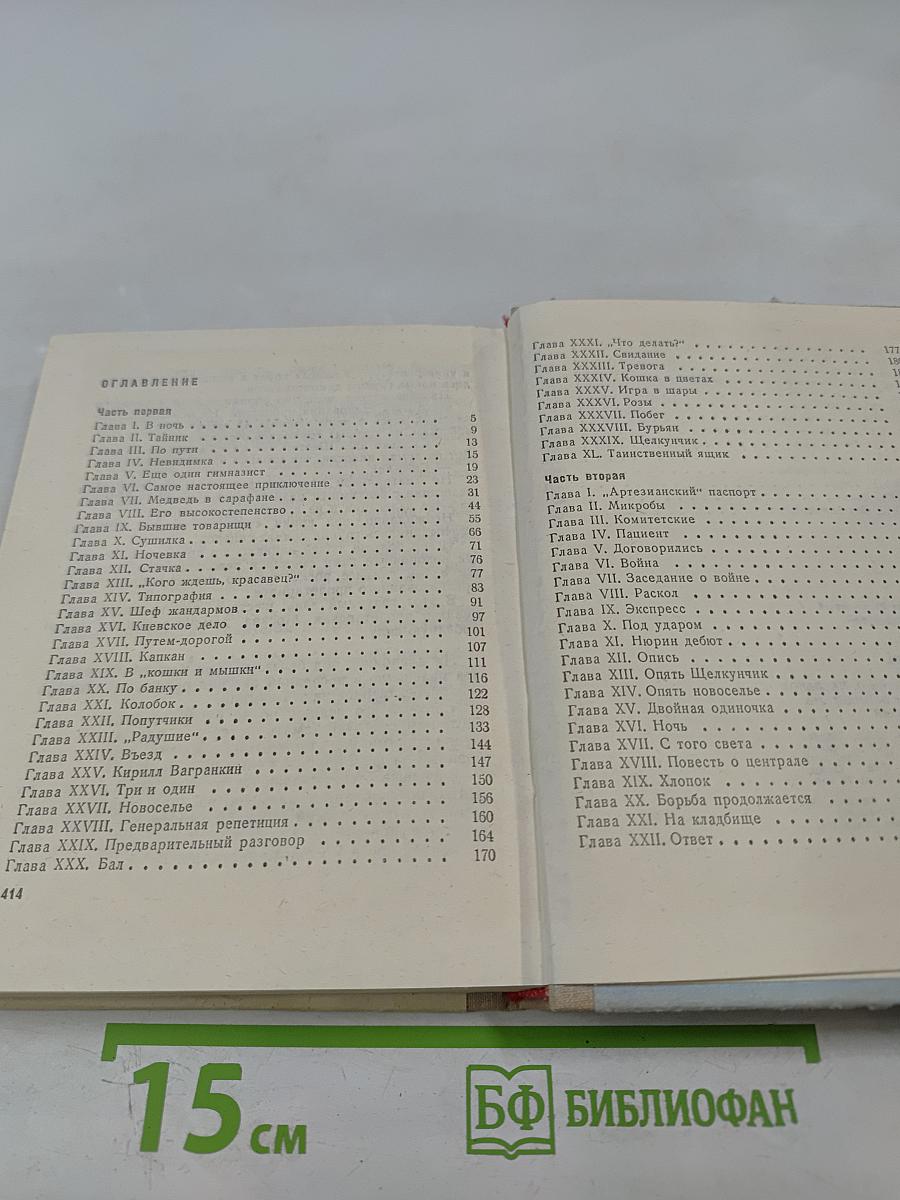 ОГЛАВЛЕНИЕ
Часть первая
Глава I. В ночь . . . . . 5
Глава II. Тайник . . . . . 9
Глава III. По пути . . . . . 13
Глава IV. Невидимка . . . . . 15
Глава V. Еще один гимназист . . . . . 19
Глава VI. Самое настоящее приключение . . . . . 23
Глава VII. Медведь в сарафане . . . . . 31
Глава VIII. Его высокостепенство . . . . . 44
Глава IX. Бывшие товарищи . . . . . 55
Глава X. Сушилка . . . . . 66
Глава XI. Ночевка . . . . . 71
Глава XII. Стачка . . . . . 76
Глава XIII. „Кого ждешь, красавец?“ . . . . . 77
Глава XIV. Типография . . . . . 83
Глава XV. Шеф жандармов . . . . . 91
Глава XVI. Киевское дело . . . . . 97
Глава XVII. Путем-дорогой . . . . . 101
Глава XVIII. Капкан . . . . . 107
Глава XIX. В „кошки и мышки“ . . . . . 111
Глава XX. По банку . . . . . 116
Глава XXI. Колобок . . . . . 122
Глава XXII. Попутчики . . . . . 128
Глава XXIII. „Радушие“ . . . . . 133
Глава XXIV. Въезд . . . . . 144
Глава XXV. Кирилл Вагранкин . . . . . 147
Глава XXVI. Три и один . . . . . 150
Глава XXVII. Новоселье . . . . . 156
Глава XXVIII. Генеральная репетиция . . . . . 160
Глава XXIX. Предварительный разговор . . . . . 164
Глава XXX. Бал . . . . . 170
414
Глава XXXI. „Что делать?“ . . . . . 177
Глава XXXII. Свидание . . . . .
Глава XXXIII. Тревога . . . . .
Глава XXXIV. Кошка в цветах . . . . .
Глава XXXV. Игра в шары . . . . .
Глава XXXVI. Розы . . . . .
Глава XXXVII. Побег . . . . .
Глава XXXVIII. Бурьян . . . . .
Глава XXXIX. Щелкунчик . . . . .
Глава XL. Таинственный ящик . . . . .
Часть вторая
Глава I. „Артезианский“ паспорт . . . . .
Глава II. Микробы . . . . .
Глава III. Комитетские . . . . .
Глава IV. Пациент . . . . .
Глава V. Договорились . . . . .
Глава VI. Война . . . . .
Глава VII. Заседание о войне . . . . .
Глава VIII. Раскол . . . . .
Глава IX. Экспресс . . . . .
Глава X. Под ударом . . . . .
Глава XI. Нюрин дебют . . . . .
Глава XII. Опись . . . . .
Глава XIII. Опять Щелкунчик . . . . .
Глава XIV. Опять новоселье . . . . .
Глава XV. Двойная одиночка . . . . .
Глава XVI. Ночь . . . . .
Глава XVII. С того света . . . . .
Глава XVIII. Повесть о централе . . . . .
Глава XIX. Хлопок . . . . .
Глава XX. Борьба продолжается . . . . .
Глава XXI. На кладбище . . . . .
Глава XXII. Ответ . . . . .
15 см
БФ БИБЛИОФАН